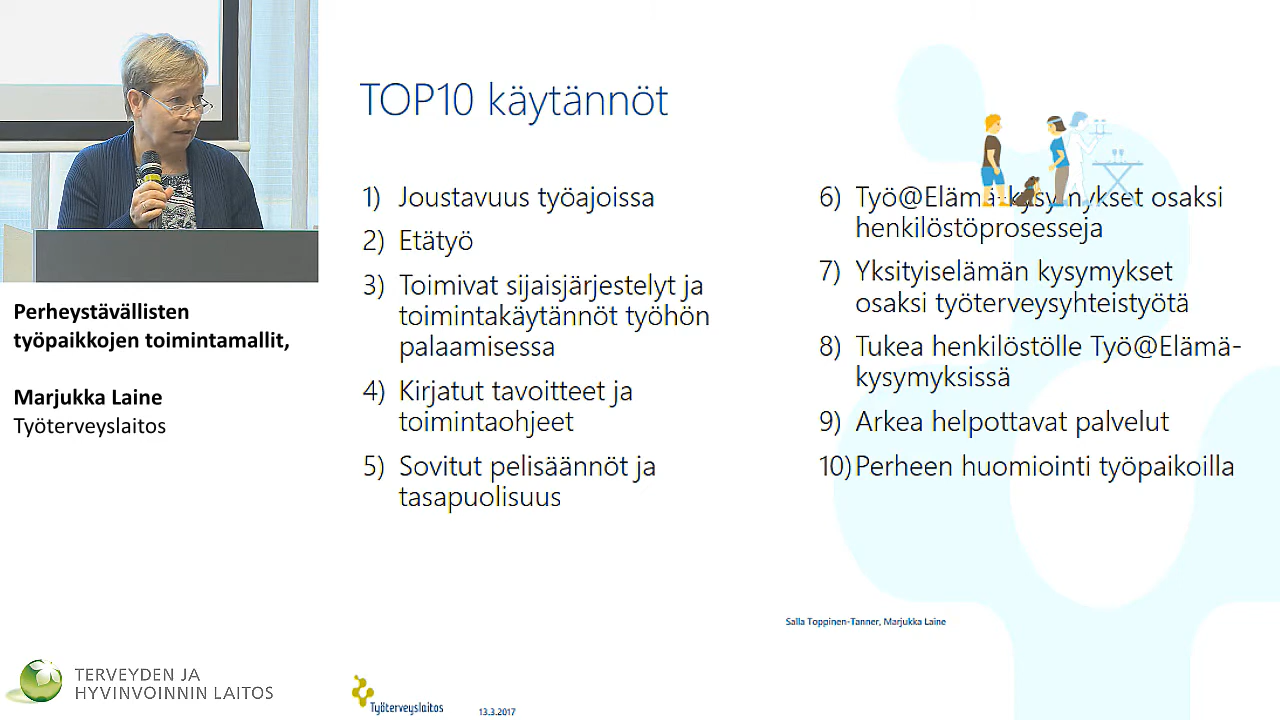 TOP10 käytännöt
1) Joustavuus työajoissa
2) Etätyö
3) Toimivat sijaisjärjestelyt ja
toimintakäytännöt työhön
palaamisessa
4) Kirjatut tavoitteet ja
toimintaohjeet
5) Sovitut pelisäännöt ja
tasapuolisuus
6) Työ@Elämä-kysymykset osaksi
henkilöstöprosesseja
7) Yksityiselämän kysymykset
osaksi työterveysyhteistyötä
8) Tukea henkilöstölle Työ@Elämä-
kysymyksissä
9) Arkea helpottavat palvelut
10) Perheen huomiointi työpaikoilla
Perheystävällisten
työpaikkojen toimintamallit,
Marjukka Laine
Työterveyslaitos
Salla Toppinen-Tanner, Marjukka Laine
TERVEYDEN JA
HYVINVOINNIN LAITOS
Työterveyslaitos
13.3.2017